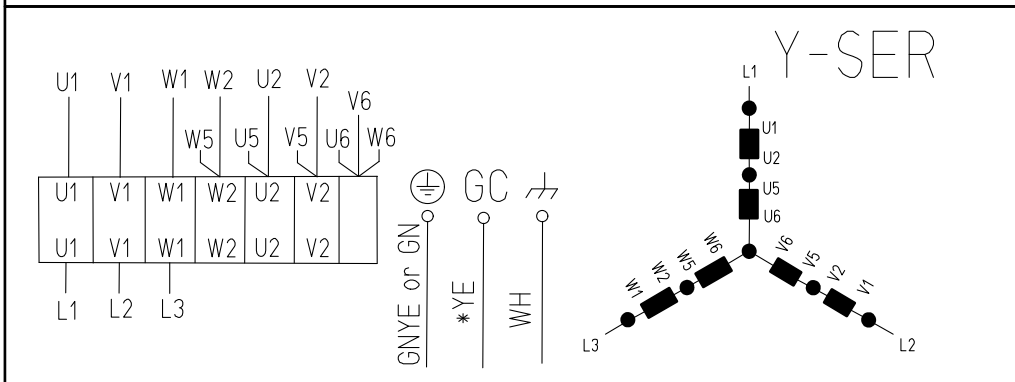 Y-SER
U1 V1 W1 W2 U2 V2 V6
W5 U5 V5 U6 W6
U1 V1 W1 W2 U2 V2
U1 V1 W1 W2 U2 V2
L1 L2 L3
GC
GNYE or GN
*YE
WH
L1
U1
U2
U5
U6
W1 W2 W5 W6
V6 V5 V2 V1
L3
L2